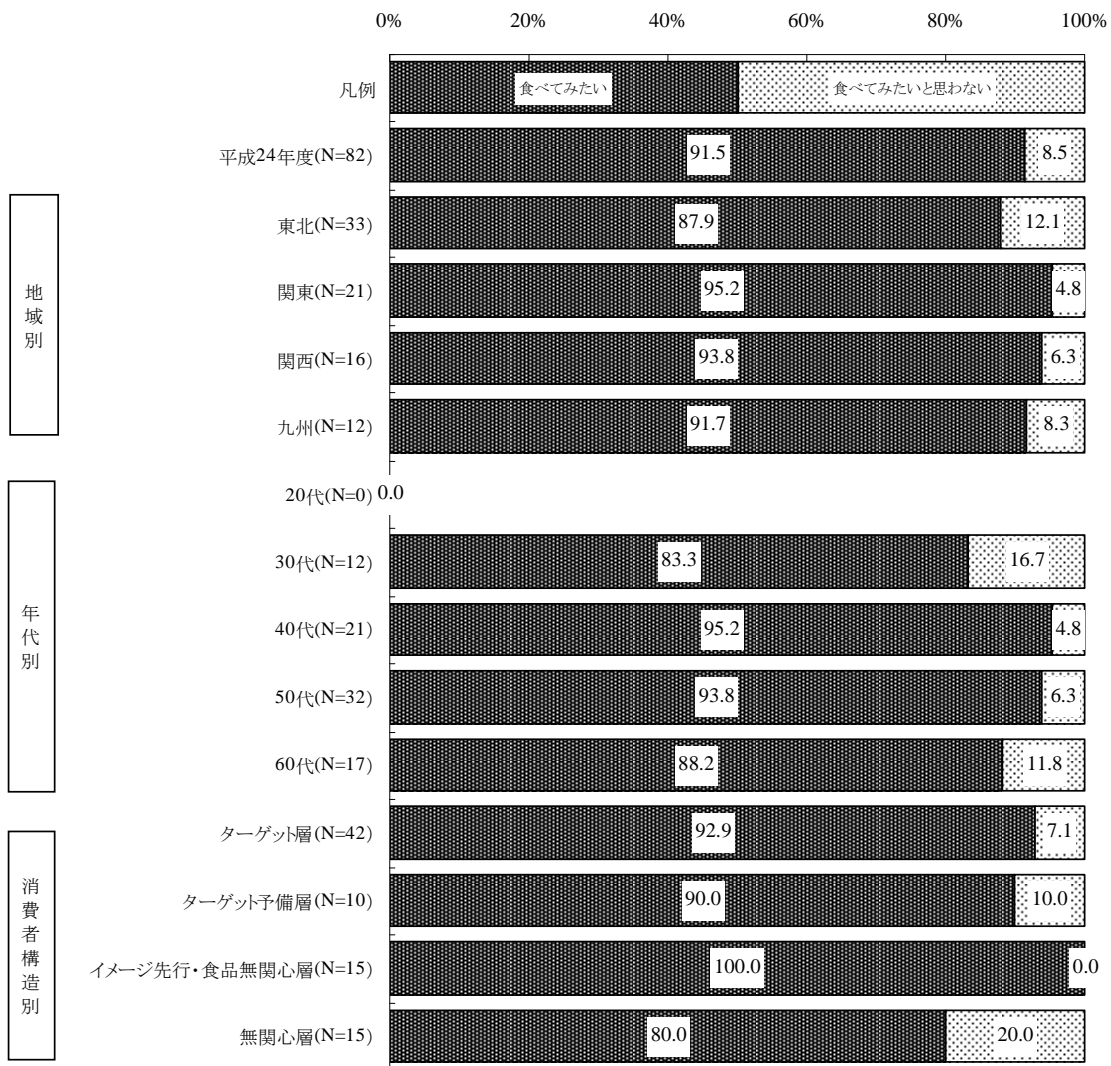 0% 20% 40% 60% 80% 100%
凡例 食べてみたい 食べてみたいと思わない
平成24年度(N=82) 91.5 8.5
地域別
東北(N=33) 87.9 12.1
関東(N=21) 95.2 4.8
関西(N=16) 93.8 6.3
九州(N=12) 91.7 8.3
年代別
20代(N=0) 0.0
30代(N=12) 83.3 16.7
40代(N=21) 95.2 4.8
50代(N=32) 93.8 6.3
60代(N=17) 88.2 11.8
消費者構造別
ターゲット層(N=42) 92.9 7.1
ターゲット予備層(N=10) 90.0 10.0
イメージ先行・食品無関心層(N=15) 100.0 0.0
無関心層(N=15) 80.0 20.0